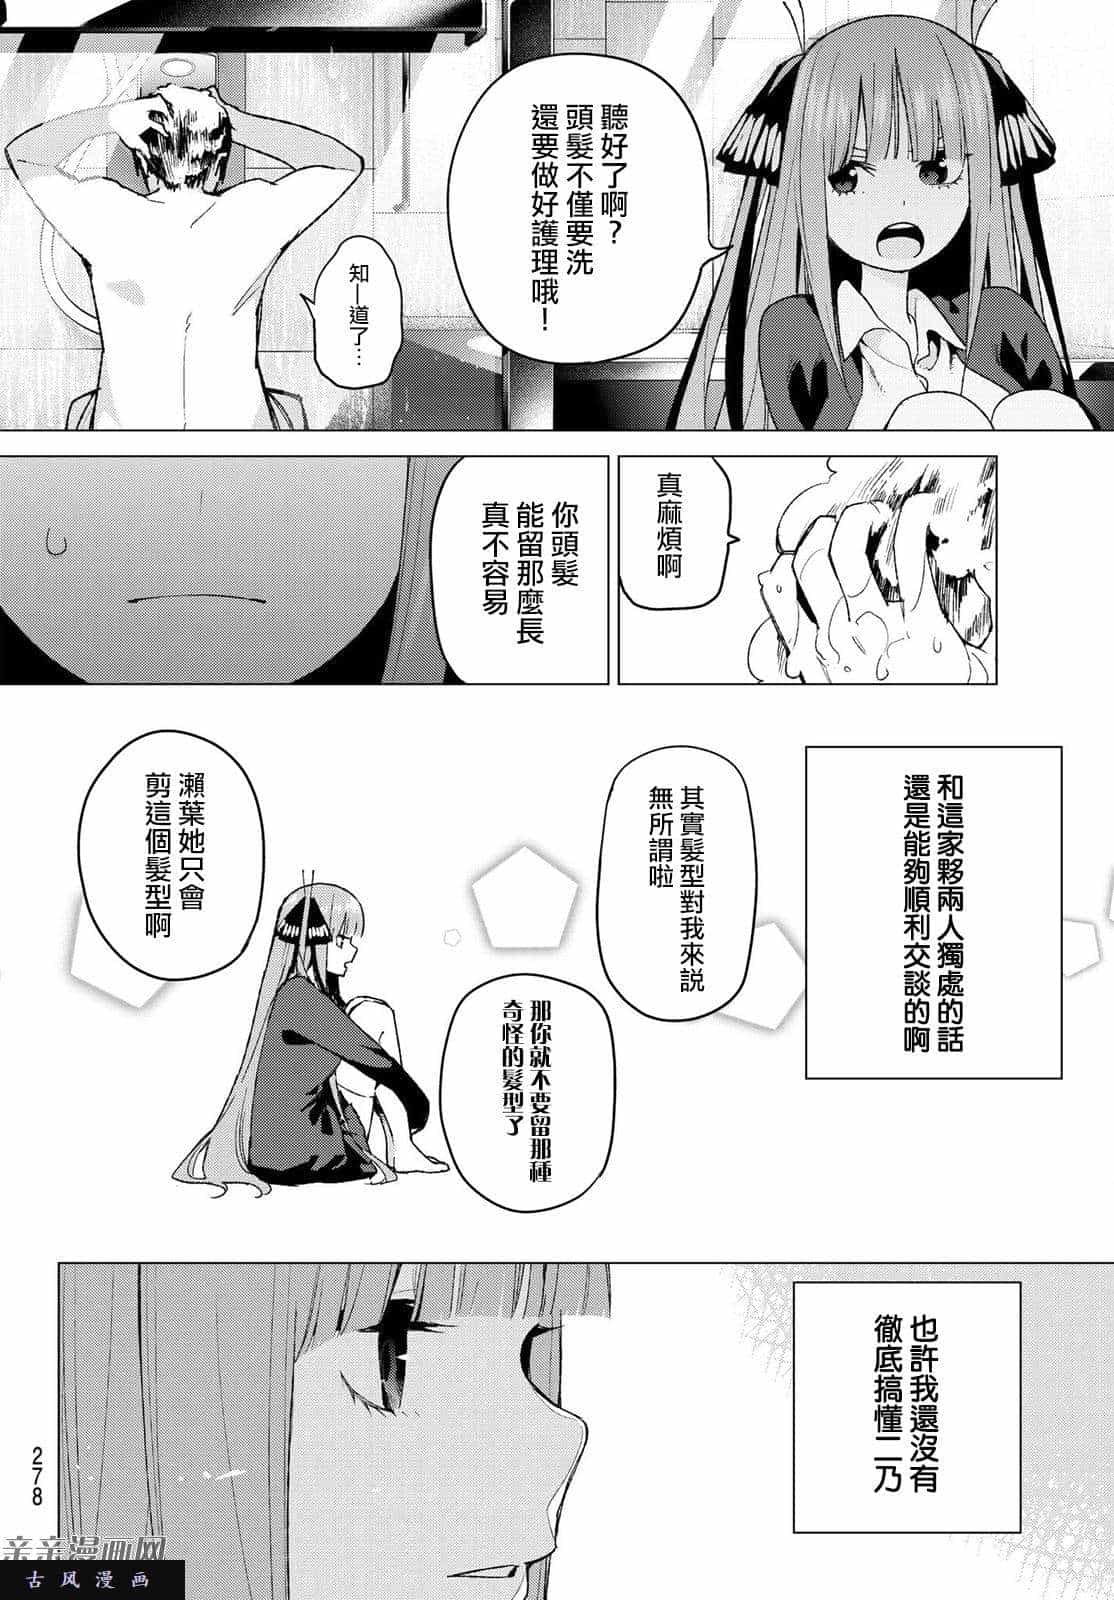 聽好了啊？
頭髮不僅要洗
還要做好護理哦！
知—道了…
真麻煩啊
你頭髮
能留那麼長
真不容易
和這家夥兩人獨處的話
還是能夠順利交談的啊
其實髮型對我來説
無所謂啦
那你就不要留那種
奇怪的髮型了
瀨葉她只會
剪這個髮型啊
也許我還沒有
徹底搞懂二乃
278
亲亲漫画网
古风漫画